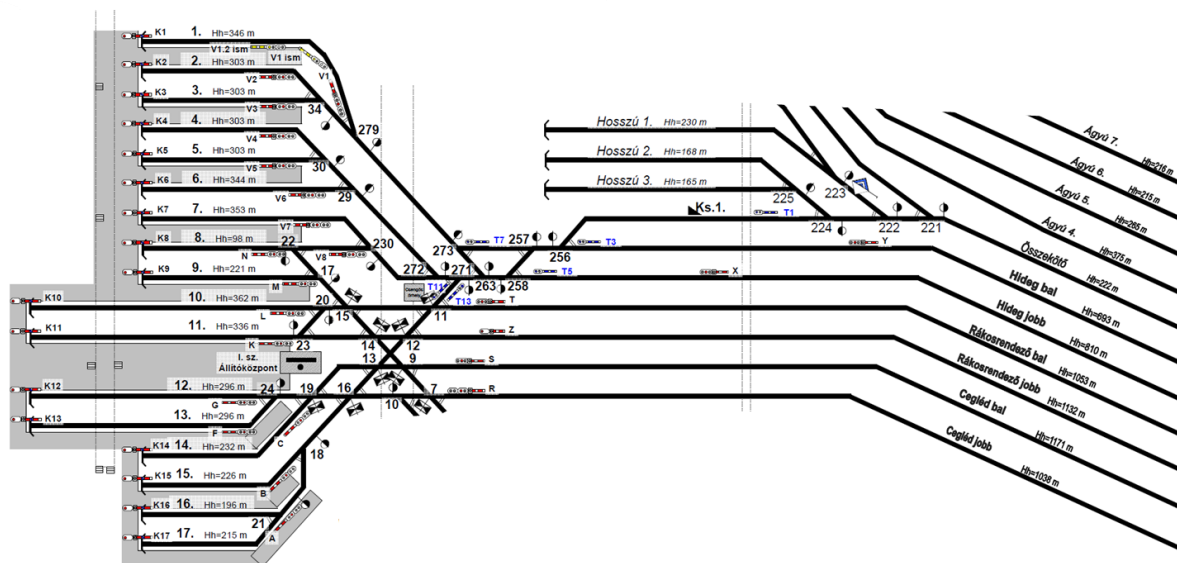 K1 1. Hh=346 m
V1.2 ism
V1 ism
V1
K2 2. Hh=303 m
V2
K3 3. Hh=303 m
V3
34
279
K4 4. Hh=303 m
V4
K5 5. Hh=303 m
V5
30
K6 6. Hh=344 m
V6
29
K7 7. Hh=353 m
V7
K8 8. Hh=98 m
22
N
V8
230
K9 9. Hh=221 m
M
17
K10 10. Hh=362 m
L
20
15
K11 11. Hh=336 m
K
23
14
12
13
9
I. sz.
Állítóközpont
K12 12. Hh=296 m
G
24
19
16
10
7
K13 13. Hh=296 m
F
C
K14 14. Hh=232 m
18
K15 15. Hh=226 m
B
K16 16. Hh=196 m
21
K17 17. Hh=215 m
A
Hosszú 1. Hh=230 m
Hosszú 2. Hh=168 m
Hosszú 3. Hh=165 m
225
223
Ks.1.
T1
224
222
221
273
T7
257
T3
256
Y
272
271
T5
263
258
X
T11
T13
T
11
Z
S
R
Ágyú 7.
Hh=216 m
Ágyú 6.
Hh=215 m
Ágyú 5.
Hh=265 m
Ágyú 4.
Hh=375 m
Összekötő
Hh=222 m
Hideg bal
Hh=693 m
Hideg jobb
Hh=810 m
Rákosrendező bal
Hh=1053 m
Rákosrendező jobb
Hh=1132 m
Cegléd bal
Hh=1171 m
Cegléd jobb
Hh=1038 m